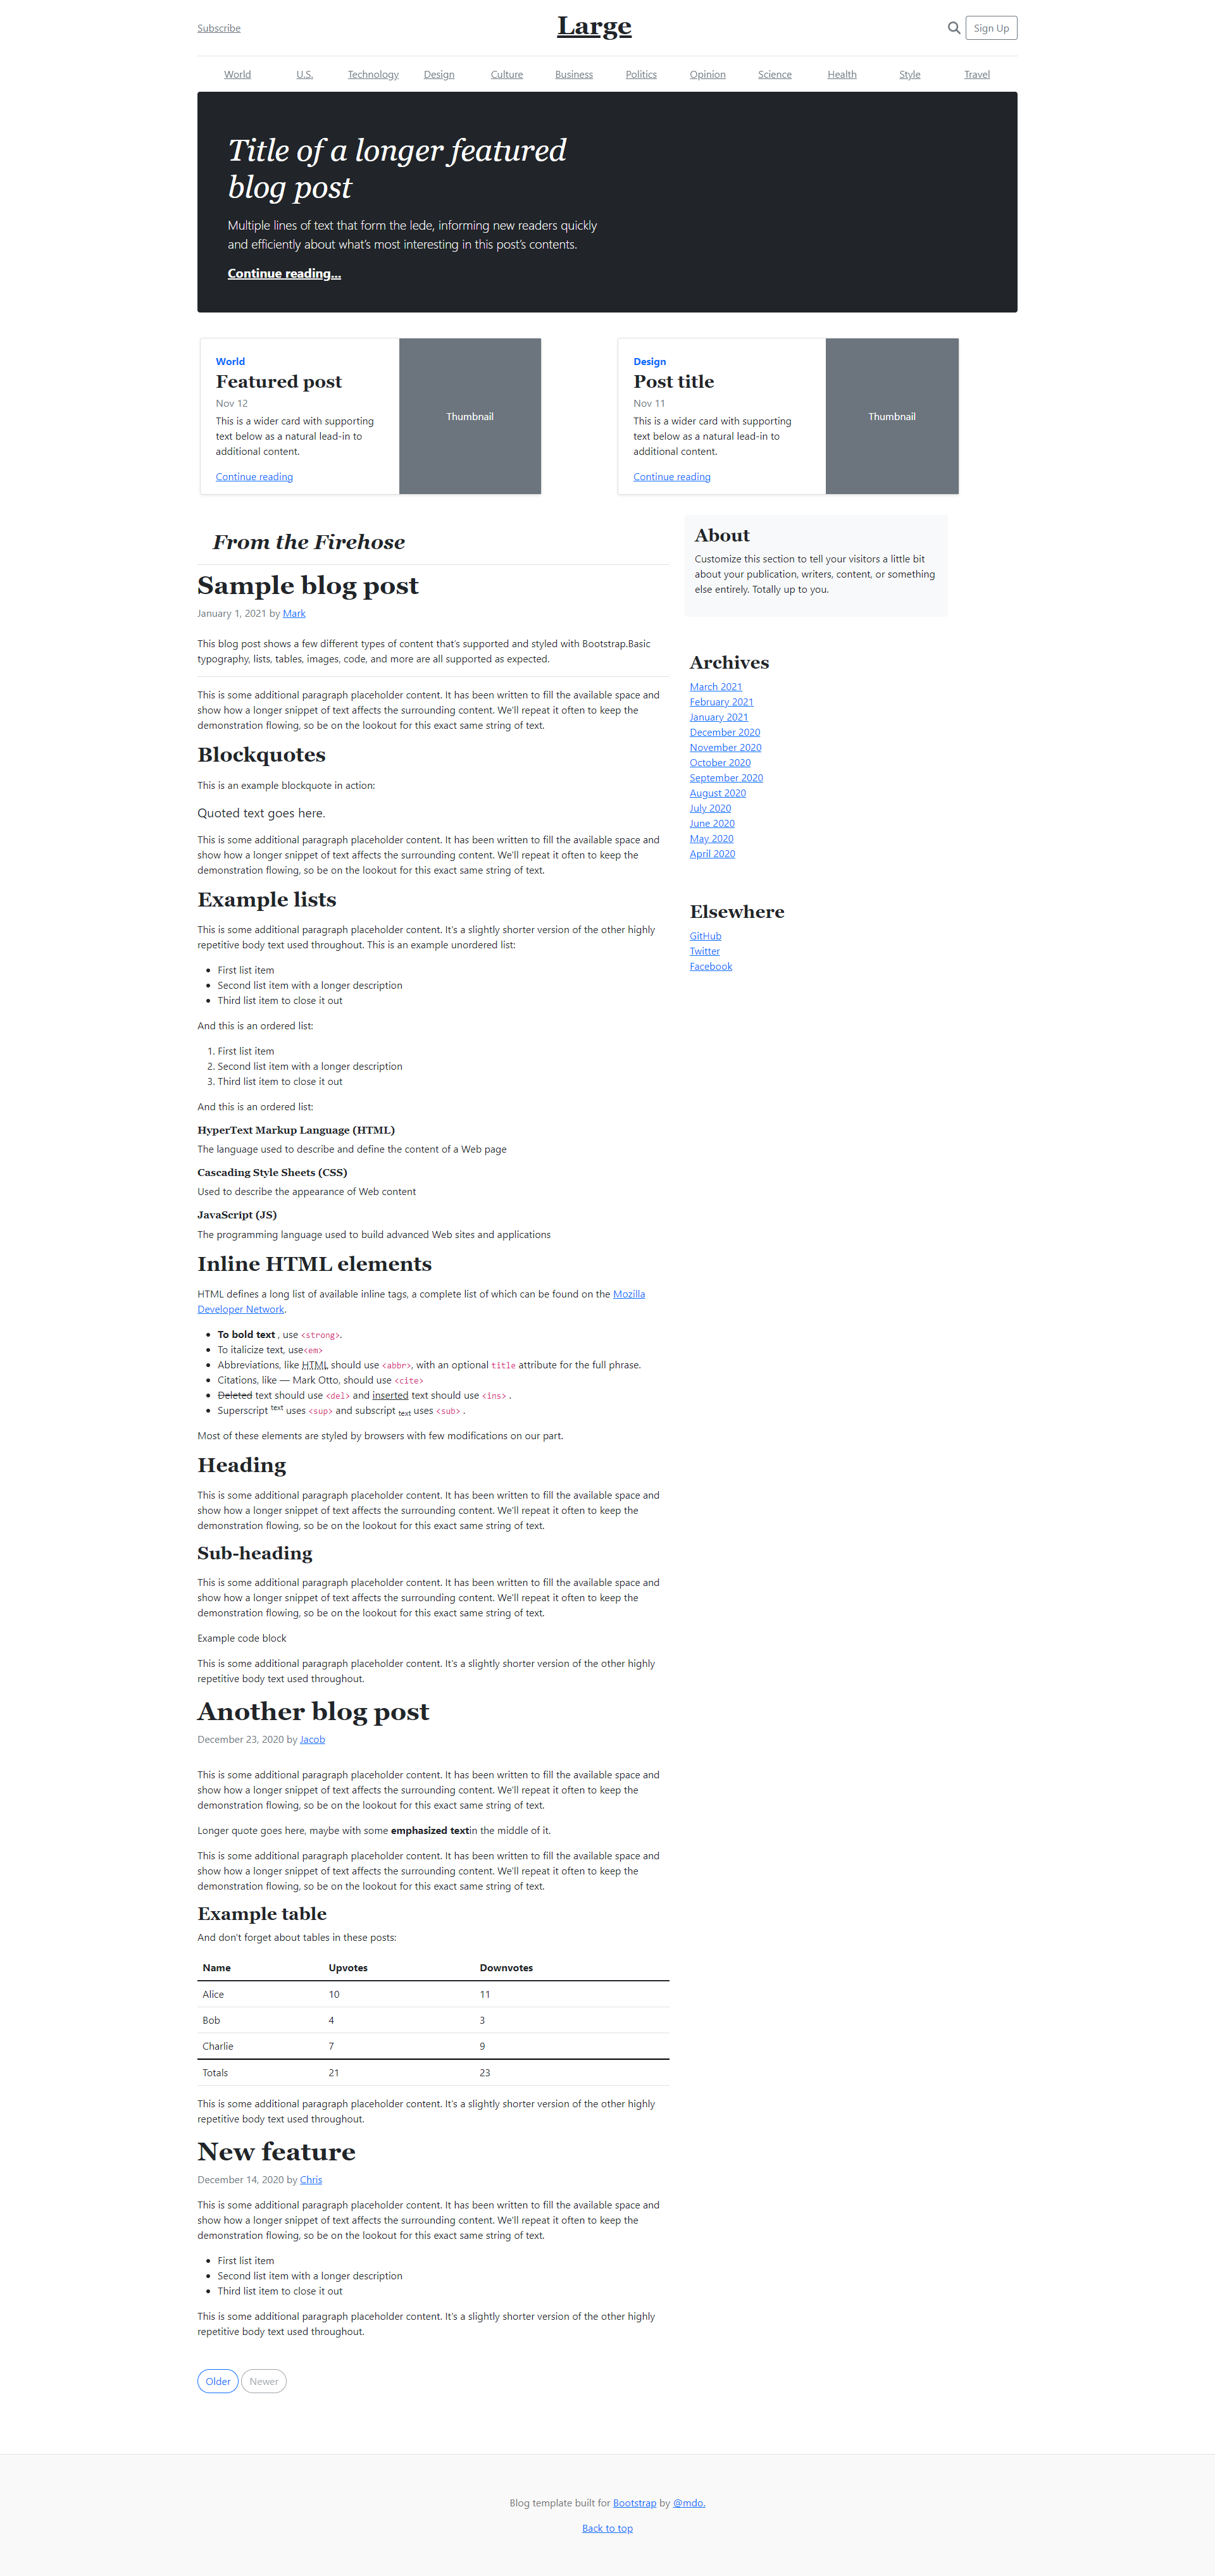 Subscribe
Large
Sign Up
World U.S. Technology Design Culture Business Politics Opinion Science Health Style Travel
Title of a longer featured
blog post
Multiple lines of text that form the lede, informing new readers quickly
and efficiently about what's most interesting in this post's contents.
Continue reading...
World
Featured post
Nov 12
This is a wider card with supporting
text below as a natural lead-in to
additional content.
Continue reading
Thumbnail
Design
Post title
Nov 11
This is a wider card with supporting
text below as a natural lead-in to
additional content.
Continue reading
Thumbnail
From the Firehose
Sample blog post
January 1, 2021 by Mark
This blog post shows a few different types of content that's supported and styled with Bootstrap.Basic
typography, lists, tables, images, code, and more are all supported as expected.
This is some additional paragraph placeholder content. It has been written to fill the available space and
show how a longer snippet of text affects the surrounding content. We'll repeat it often to keep the
demonstration flowing, so be on the lookout for this exact same string of text.
Blockquotes
This is an example blockquote in action:
Quoted text goes here.
This is some additional paragraph placeholder content. It has been written to fill the available space and
show how a longer snippet of text affects the surrounding content. We'll repeat it often to keep the
demonstration flowing, so be on the lookout for this exact same string of text.
Example lists
This is some additional paragraph placeholder content. It's a slightly shorter version of the other highly
repetitive body text used throughout. This is an example unordered list:
• First list item
• Second list item with a longer description
• Third list item to close it out
And this is an ordered list:
1. First list item
2. Second list item with a longer description
3. Third list item to close it out
And this is an ordered list:
HyperText Markup Language (HTML)
The language used to describe and define the content of a Web page
Cascading Style Sheets (CSS)
Used to describe the appearance of Web content
JavaScript (JS)
The programming language used to build advanced Web sites and applications
Inline HTML elements
HTML defines a long list of available inline tags, a complete list of which can be found on the Mozilla
Developer Network.
• To bold text , use <strong>.
• To italicize text, use<em>
• Abbreviations, like HTML should use <abbr>, with an optional title attribute for the full phrase.
• Citations, like — Mark Otto, should use <cite>
• Deleted text should use <del> and inserted text should use <ins> .
• Superscript text uses <sup> and subscript text uses <sub> .
Most of these elements are styled by browsers with few modifications on our part.
Heading
This is some additional paragraph placeholder content. It has been written to fill the available space and
show how a longer snippet of text affects the surrounding content. We'll repeat it often to keep the
demonstration flowing, so be on the lookout for this exact same string of text.
Sub-heading
This is some additional paragraph placeholder content. It has been written to fill the available space and
show how a longer snippet of text affects the surrounding content. We'll repeat it often to keep the
demonstration flowing, so be on the lookout for this exact same string of text.
Example code block
This is some additional paragraph placeholder content. It's a slightly shorter version of the other highly
repetitive body text used throughout.
Another blog post
December 23, 2020 by Jacob
This is some additional paragraph placeholder content. It has been written to fill the available space and
show how a longer snippet of text affects the surrounding content. We'll repeat it often to keep the
demonstration flowing, so be on the lookout for this exact same string of text.
Longer quote goes here, maybe with some emphasized textin the middle of it.
This is some additional paragraph placeholder content. It has been written to fill the available space and
show how a longer snippet of text affects the surrounding content. We'll repeat it often to keep the
demonstration flowing, so be on the lookout for this exact same string of text.
Example table
And don't forget about tables in these posts:
Name Upvotes Downvotes
Alice 10 11
Bob 4 3
Charlie 7 9
Totals 21 23
This is some additional paragraph placeholder content. It's a slightly shorter version of the other highly
repetitive body text used throughout.
New feature
December 14, 2020 by Chris
This is some additional paragraph placeholder content. It has been written to fill the available space and
show how a longer snippet of text affects the surrounding content. We'll repeat it often to keep the
demonstration flowing, so be on the lookout for this exact same string of text.
• First list item
• Second list item with a longer description
• Third list item to close it out
This is some additional paragraph placeholder content. It's a slightly shorter version of the other highly
repetitive body text used throughout.
Older Newer
About
Customize this section to tell your visitors a little bit
about your publication, writers, content, or something
else entirely. Totally up to you.
Archives
March 2021
February 2021
January 2021
December 2020
November 2020
October 2020
September 2020
August 2020
July 2020
June 2020
May 2020
April 2020
Elsewhere
GitHub
Twitter
Facebook
Blog template built for Bootstrap by @mdo.
Back to top